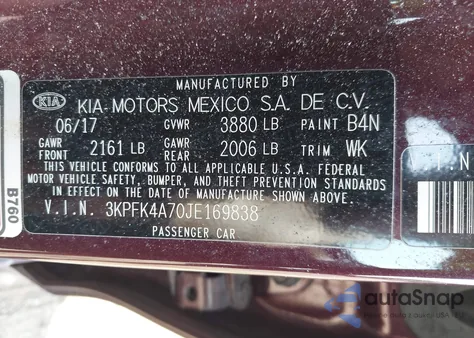 MANUFACTURED BY
KIA KIA MOTORS MEXICO S.A. DE C.V.
06/17 GVWR 3880 LB PAINT B4N
GAWR FRONT 2161 LB GAWR REAR 2006 LB TRIM WK
THIS VEHICLE CONFORMS TO ALL APPLICABLE U.S.A. FEDERAL
MOTOR VEHICLE SAFETY, BUMPER, AND THEFT PREVENTION STANDARDS
IN EFFECT ON THE DATE OF MANUFACTURE SHOWN ABOVE.
V.I.N. 3KPFK4A70JE169838
PASSENGER CAR
B760
autoSnap